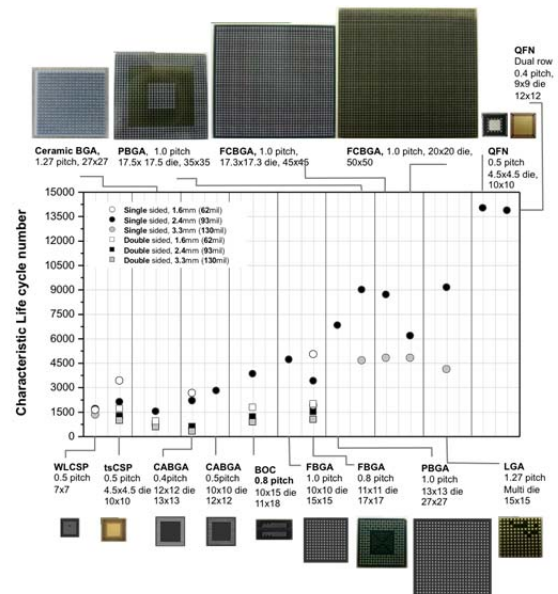 QFN
Dual row
0.4 pitch,
9x9 die
12x12
Ceramic BGA,
1.27 pitch, 27x27
PBGA, 1.0 pitch
17.5x 17.5 die, 35x35
FCBGA, 1.0 pitch,
17.3x17.3 die, 45x45
FCBGA, 1.0 pitch, 20x20 die,
50x50
QFN
0.5 pitch
4.5x4.5 die,
10x10
Characteristic Life cycle number
15000
13500
12000
10500
9000
7500
6000
4500
3000
1500
0
Single sided, 1.6mm (62mil)
Single sided, 2.4mm (93mil)
Single sided, 3.3mm (130mil)
Double sided, 1.6mm (62mil)
Double sided, 2.4mm (93mil)
Double sided, 3.3mm (130mil)
WLCSP
0.5 pitch
7x7
tsCSP
0.5 pitch
4.5x4.5 die
10x10
CABGA
0.4pitch
12x12 die
13x13
CABGA
0.5pitch
10x10 die
12x12
BOC
0.8 pitch
10x15 die
11x18
FBGA
1.0 pitch
10x10 die
15x15
FBGA
0.8 pitch
11x11 die
17x17
PBGA
1.0 pitch
13x13 die
27x27
LGA
1.27 pitch
Multi die
15x15